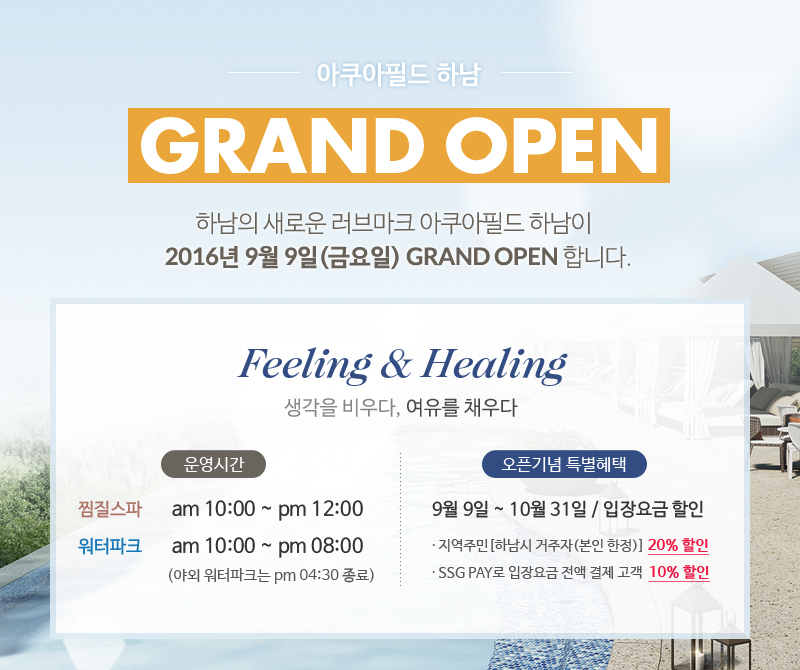 아쿠아필드 하남
GRAND OPEN
하남의 새로운 러브마크 아쿠아필드 하남이
2016년 9월 9일(금요일) GRAND OPEN 합니다.
Feeling & Healing
생각을 비우다, 여유를 채우다
운영시간
찜질스파 am 10:00 ~ pm 12:00
워터파크 am 10:00 ~ pm 08:00
(야외 워터파크는 pm 04:30 종료)
오픈기념 특별혜택
9월 9일 ~ 10월 31일 / 입장요금 할인
· 지역주민[하남시 거주자(본인 한정)] 20% 할인
· SSG PAY로 입장요금 전액 결제 고객 10% 할인